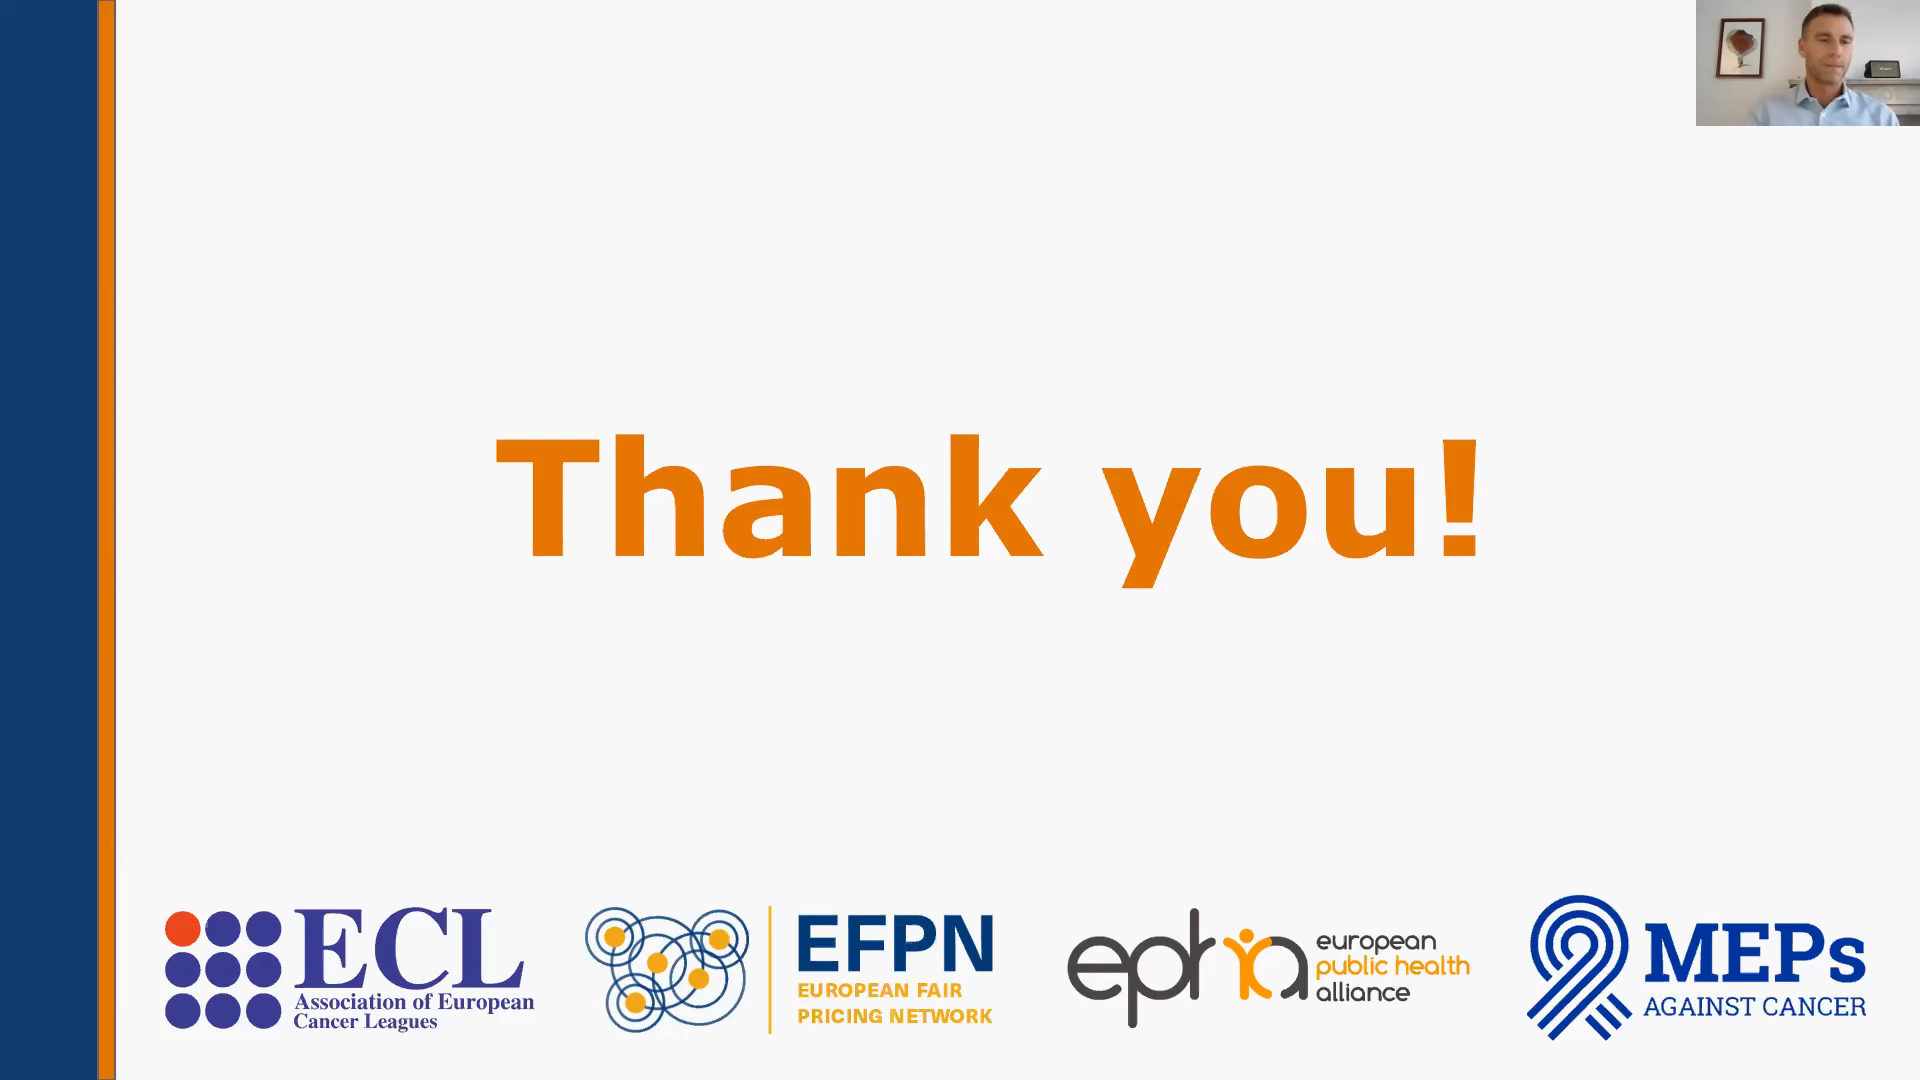 Thank you!
ECL
Association of European
Cancer Leagues
EFPN
EUROPEAN FAIR
PRICING NETWORK
epha
european
public health
alliance
MEPs
AGAINST CANCER